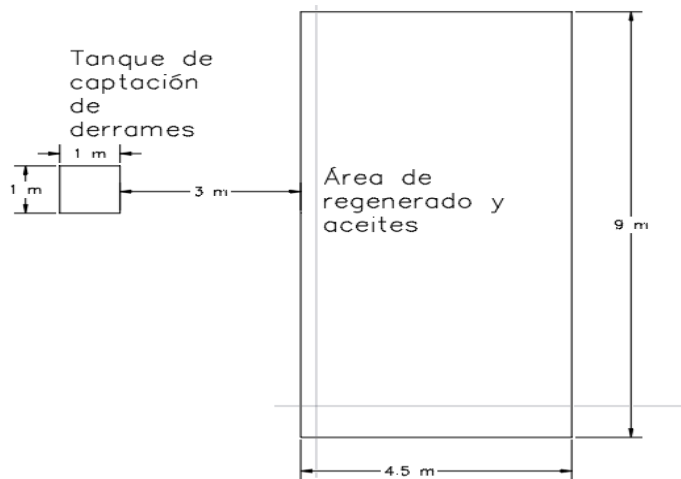 Tanque de
captación
de
derrames
1 m
1 m
3 m
Área de
regenerado y
aceites
9 m
4.5 m